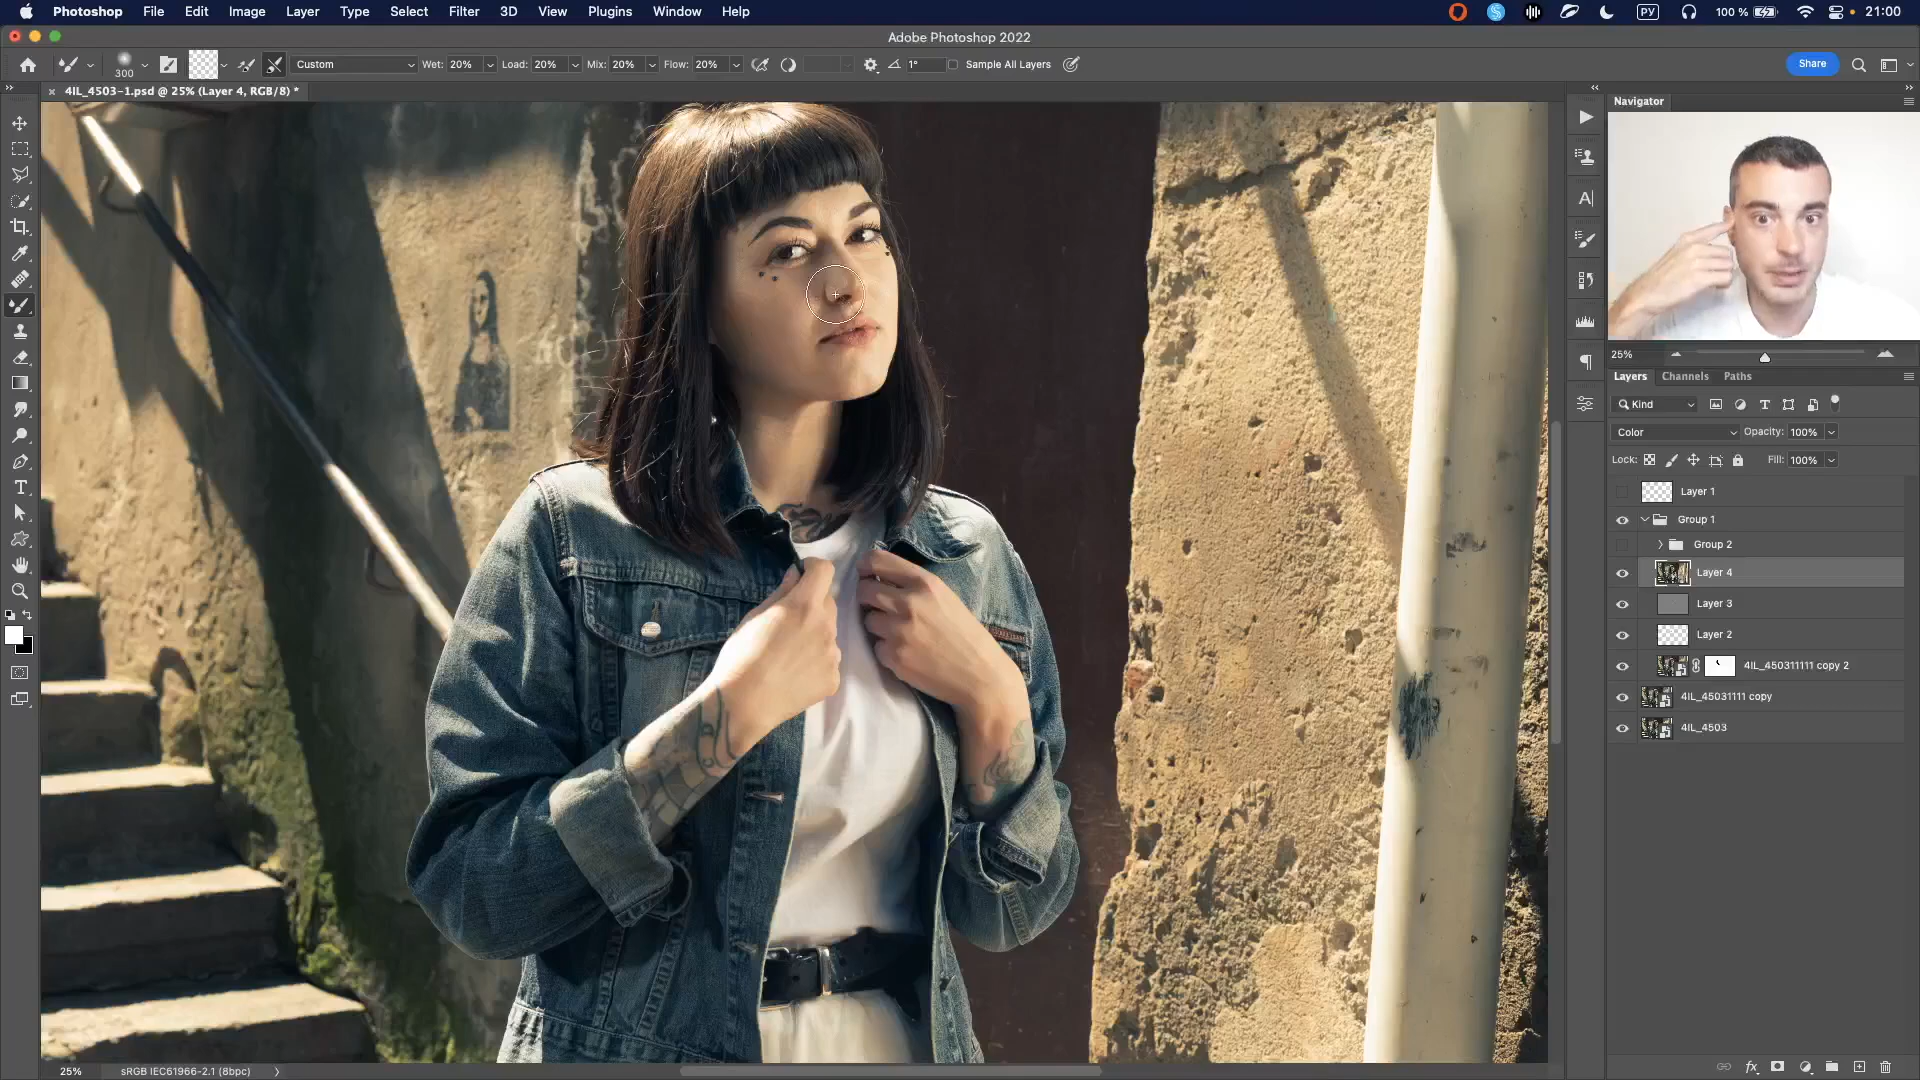 Photoshop File Edit Image Layer Type Select Filter 3D View Plugins Window Help РУ 100 % 21:00
Adobe Photoshop 2022
300 Custom Wet: 20% Load: 20% Mix: 20% Flow: 20% 1° Sample All Layers Share
4IL_4503-1.psd @ 25% (Layer 4, RGB/8) *
Navigator
25%
Layers Channels Paths
Kind
Color Opacity: 100%
Lock: Fill: 100%
Layer 1
Group 1
Group 2
Layer 4
Layer 3
Layer 2
4IL_450311111 copy 2
4IL_45031111 copy
4IL_4503
25% sRGB IEC61966-2.1 (8bpc)